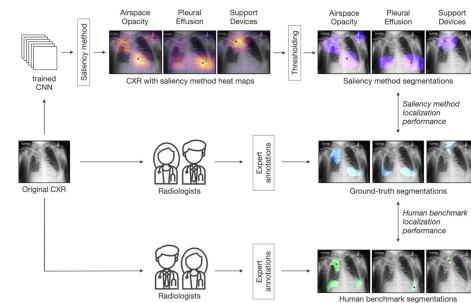 Airspace Opacity
Pleural Effusion
Support Devices
Airspace Opacity
Pleural Effusion
Support Devices
trained CNN
Saliency method
CXR with saliency method heat maps
Thresholding
Saliency method segmentations
Saliency method
localization
performance
Original CXR
Radiologists
Expert annotations
Ground-truth segmentations
Human benchmark
localization
performance
Radiologists
Expert annotations
Human benchmark segmentations